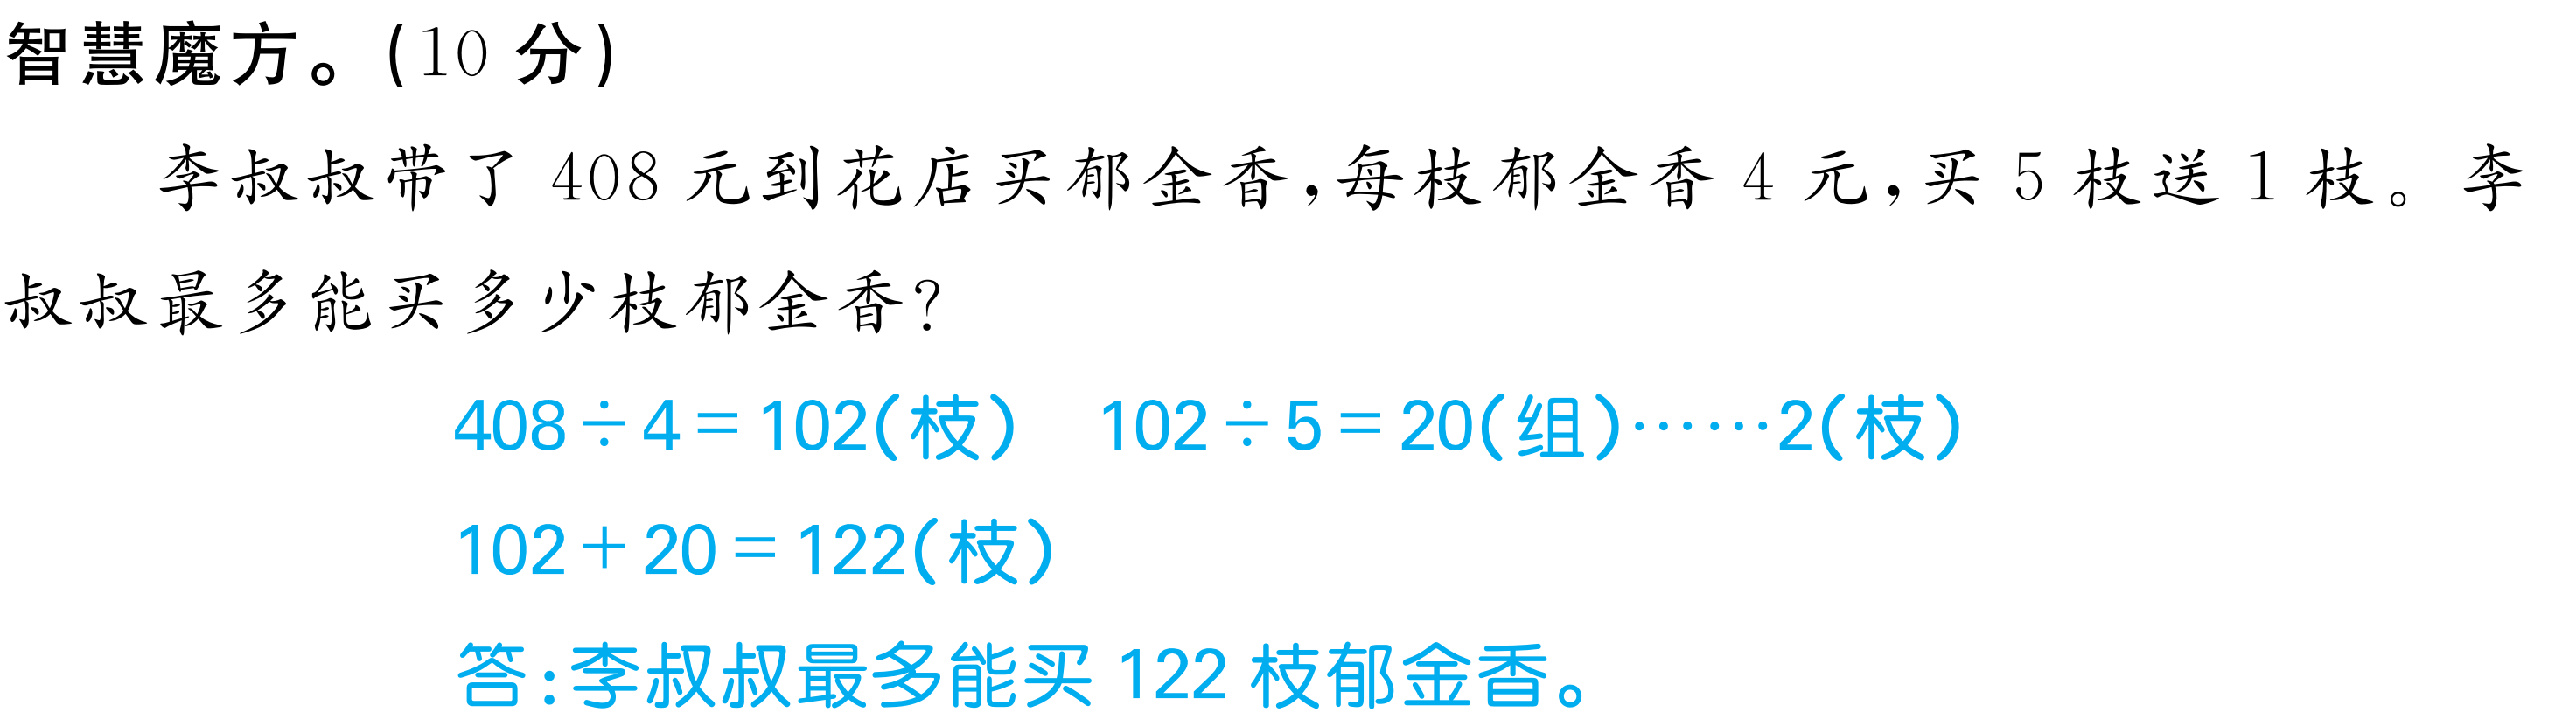 智慧魔方。(10 分)
李叔叔带了 408 元到花店买郁金香,每枝郁金香 4 元,买 5 枝送 1 枝。李
叔叔最多能买多少枝郁金香?
408÷4=102(枝) 102÷5=20(组)……2(枝)
102+20=122(枝)
答:李叔叔最多能买 122 枝郁金香。